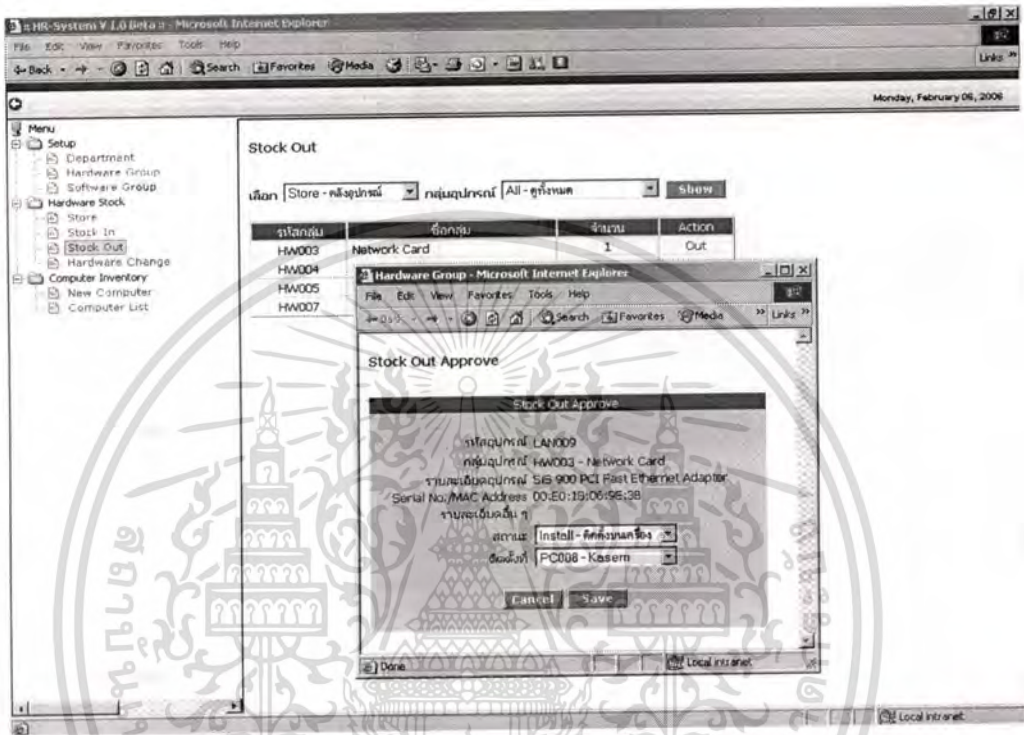 :: HR-System V 1.0 Beta :: - Microsoft Internet Explorer
File Edit View Favorites Tools Help
Back Search Favorites Media
Links »
Monday, February 06, 2006
Menu
Setup
Department
Hardware Group
Software Group
Hardware Stock
Store
Stock In
Stock Out
Hardware Change
Computer Inventory
New Computer
Computer List
Stock Out
เลือก Store - คลังอุปกรณ์ กลุ่มอุปกรณ์ All - ดูทั้งหมด Show
รหัสกลุ่ม ชื่อกลุ่ม จำนวน Action
HW003 Network Card 1 Out
HW004
HW005
HW007
Hardware Group - Microsoft Internet Explorer
File Edit View Favorites Tools Help
Back Search Favorites Media » Links »
Stock Out Approve
Stock Out Approve
รหัสอุปกรณ์ LAN009
กลุ่มอุปกรณ์ HW003 - Network Card
รายละเอียดอุปกรณ์ SiS 900 PCI Fast Ethernet Adapter
Serial No./MAC Address 00:E0:18:06:95:38
รายละเอียดอื่น ๆ
สถานะ Install - ติดตั้งบนเครื่อง
ติดตั้งที่ PC008 - Kasem
Cancel Save
Done
Local intranet
Local intranet